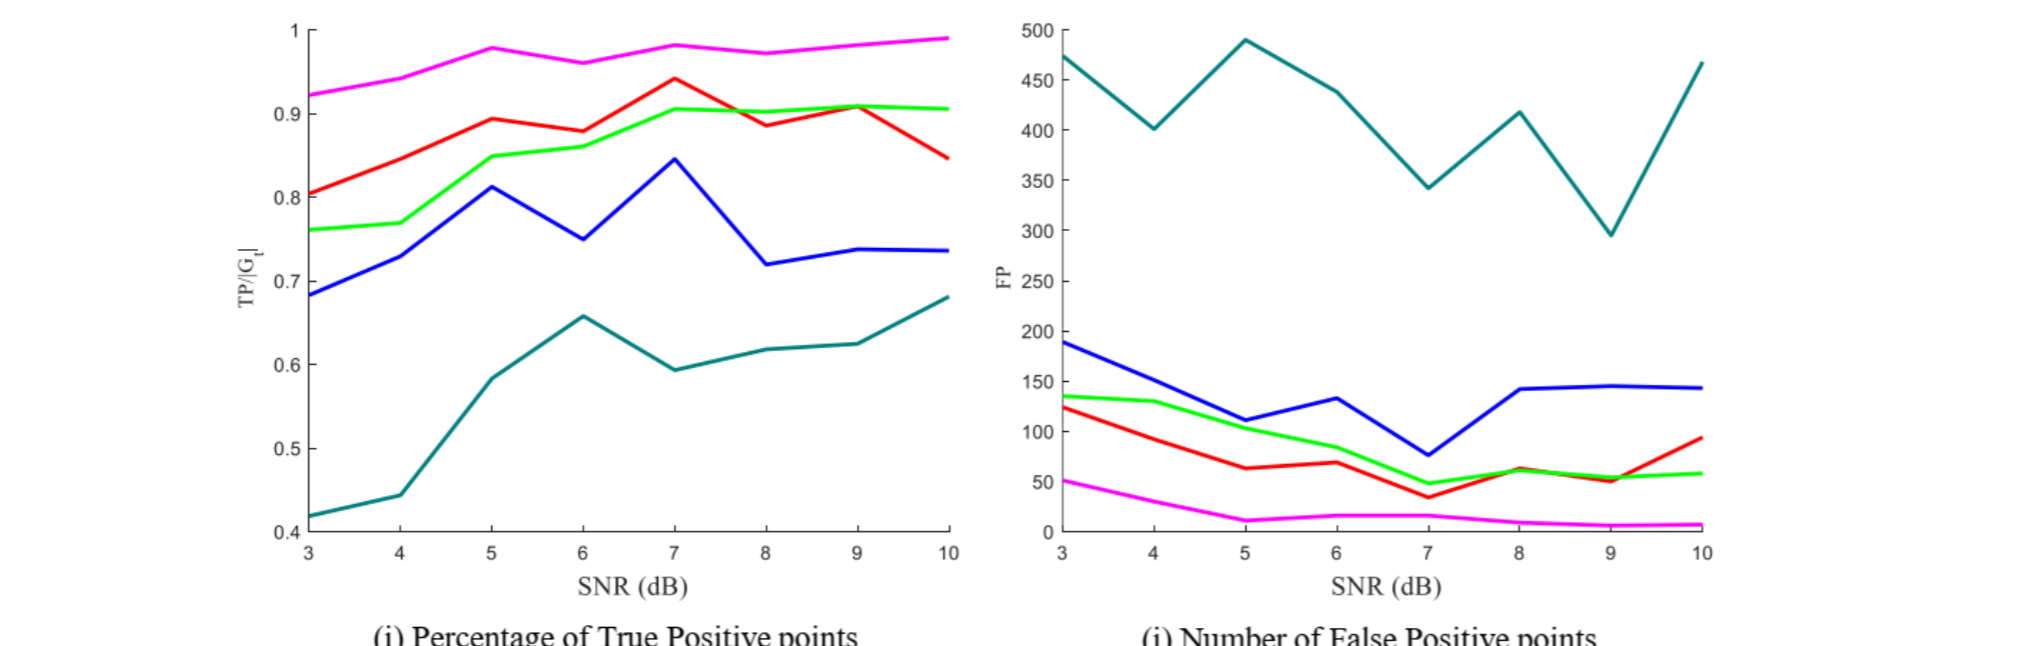 1
0.9
0.8
0.7
0.6
0.5
0.4
TP/|Gt|
3 4 5 6 7 8 9 10
SNR (dB)
(i) Percentage of True Positive points
500
450
400
350
300
250
200
150
100
50
0
FP
3 4 5 6 7 8 9 10
SNR (dB)
(j) Number of False Positive points